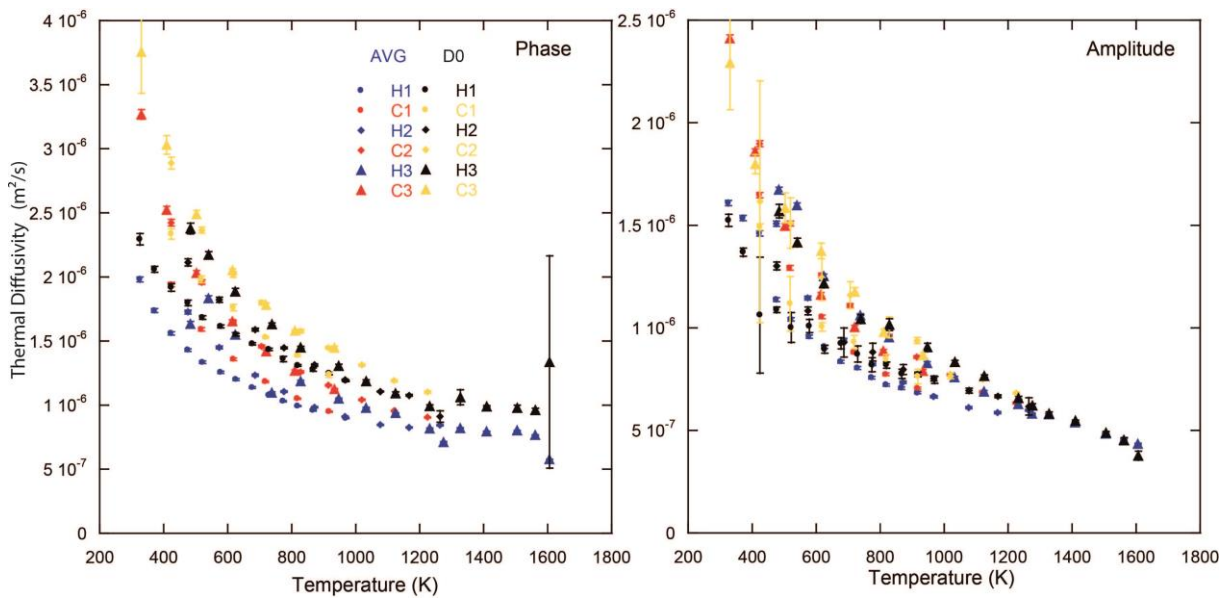 Phase
AVG D0
H1 H1
C1 C1
H2 H2
C2 C2
H3 H3
C3 C3
4 10⁻⁶
3.5 10⁻⁶
3 10⁻⁶
2.5 10⁻⁶
2 10⁻⁶
1.5 10⁻⁶
1 10⁻⁶
5 10⁻⁷
0
Thermal Diffusivity (m²/s)
200 400 600 800 1000 1200 1400 1600 1800
Temperature (K)
Amplitude
2.5 10⁻⁶
2 10⁻⁶
1.5 10⁻⁶
1 10⁻⁶
5 10⁻⁷
0
200 400 600 800 1000 1200 1400 1600 1800
Temperature (K)